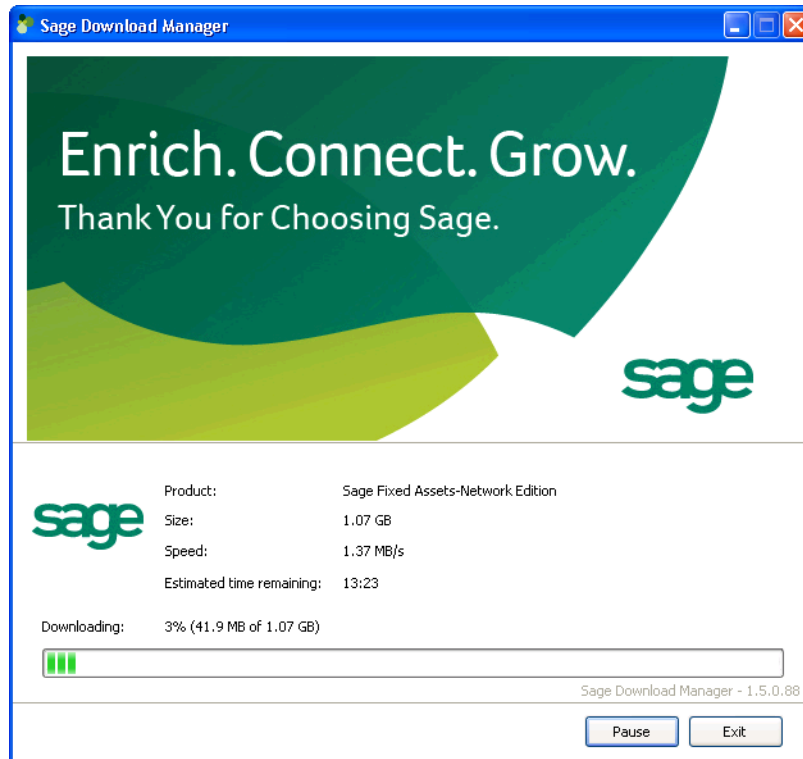 Sage Download Manager
Enrich. Connect. Grow.
Thank You for Choosing Sage.
sage
sage
Product: Sage Fixed Assets-Network Edition
Size: 1.07 GB
Speed: 1.37 MB/s
Estimated time remaining: 13:23
Downloading: 3% (41.9 MB of 1.07 GB)
Sage Download Manager - 1.5.0.88
Pause Exit